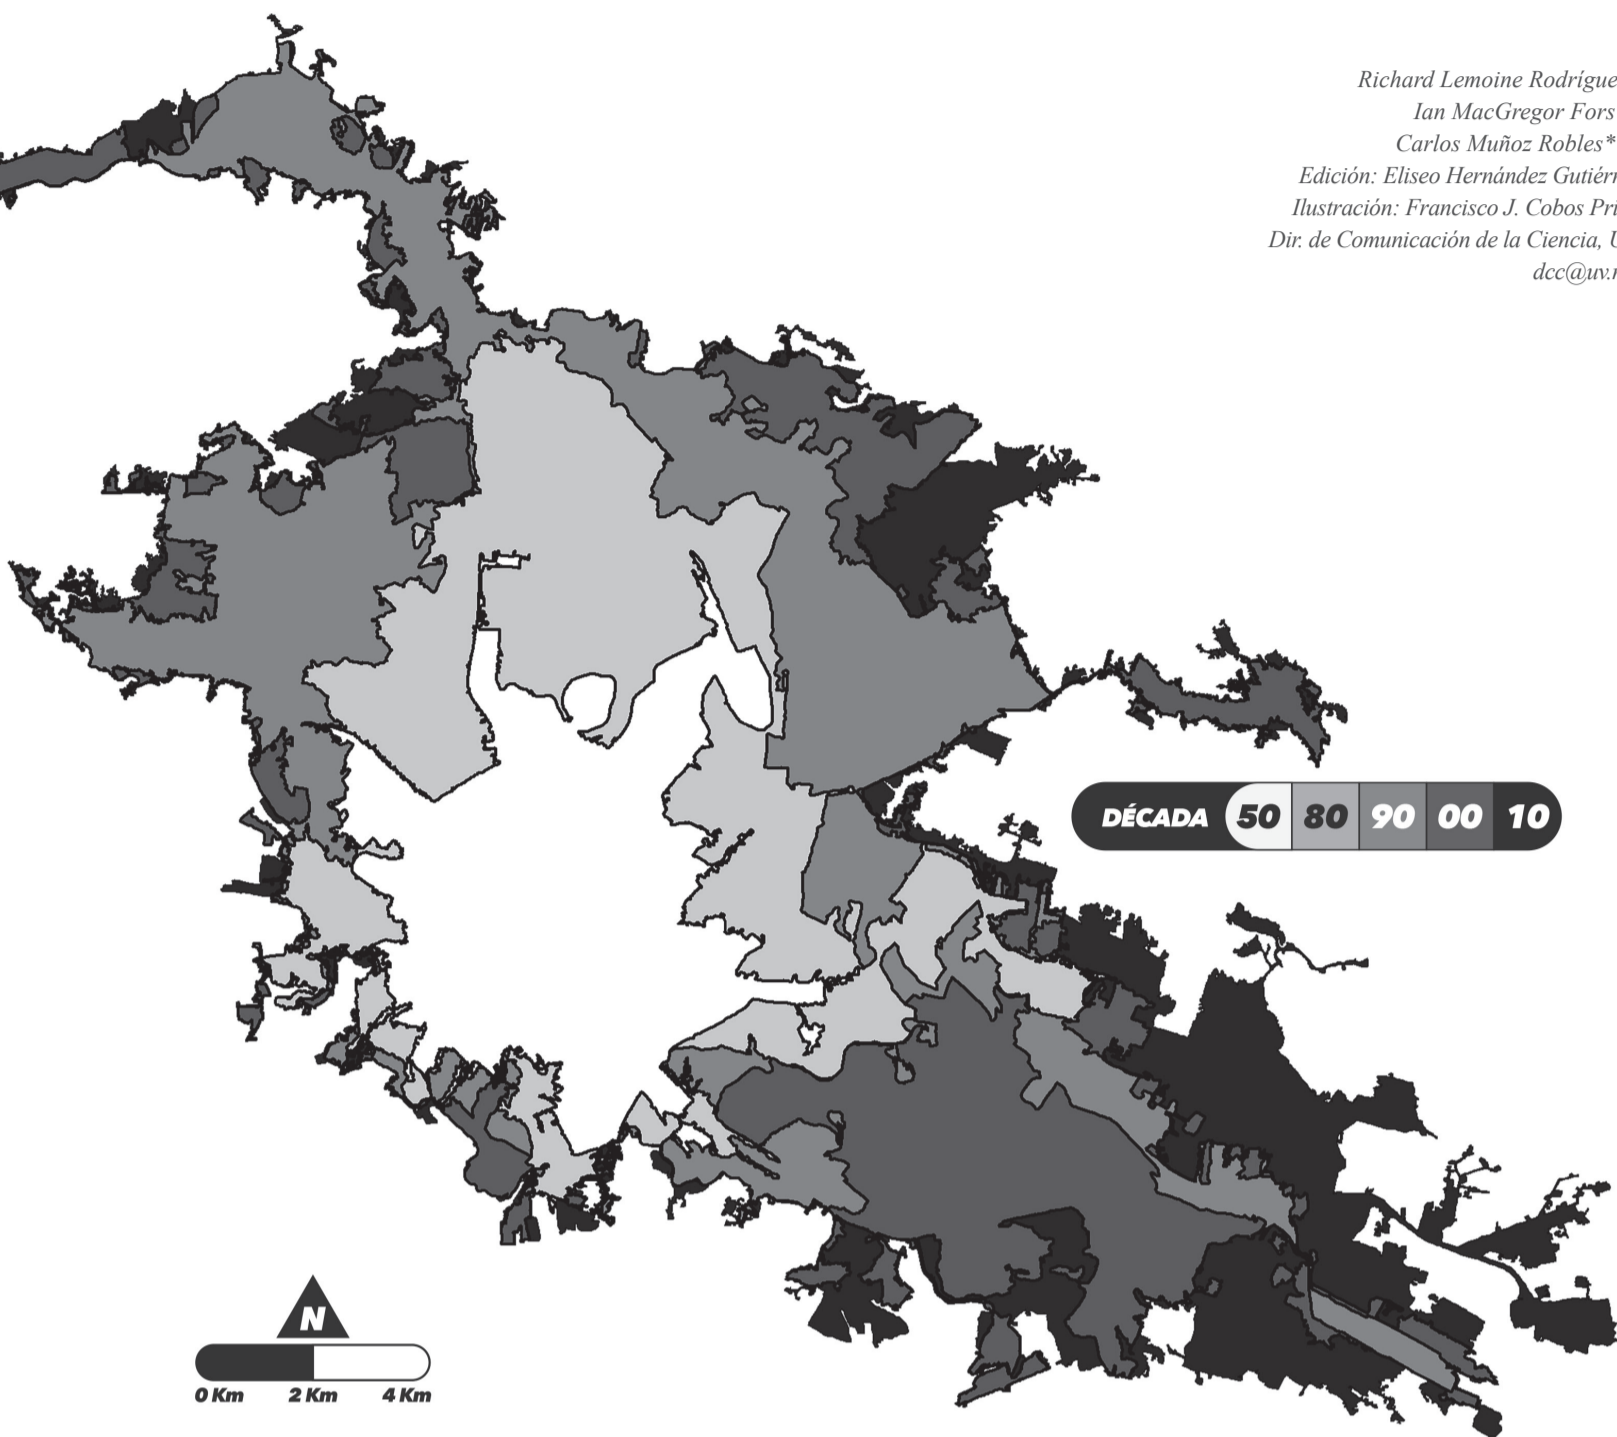 Richard Lemoine Rodrígue
Ian MacGregor Fors
Carlos Muñoz Robles*
Edición: Eliseo Hernández Gutiérr
Ilustración: Francisco J. Cobos Pri
Dir. de Comunicación de la Ciencia, U
dcc@uv.
DÉCADA 50 80 90 00 10
N
0 Km 2 Km 4 Km